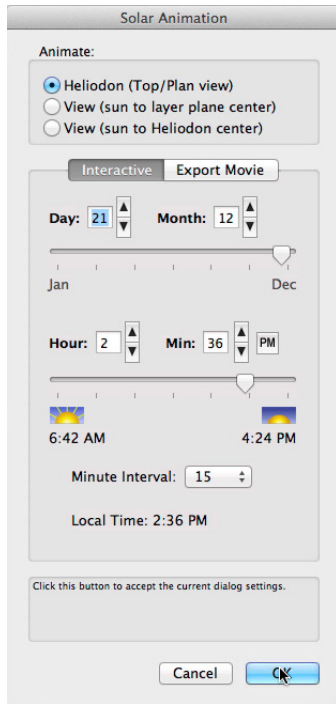 Solar Animation
Animate:
Heliodon (Top/Plan view)
View (sun to layer plane center)
View (sun to Heliodon center)
Interactive Export Movie
Day: 21 Month: 12
Jan Dec
Hour: 2 Min: 36 PM
6:42 AM 4:24 PM
Minute Interval: 15
Local Time: 2:36 PM
Click this button to accept the current dialog settings.
Cancel OK